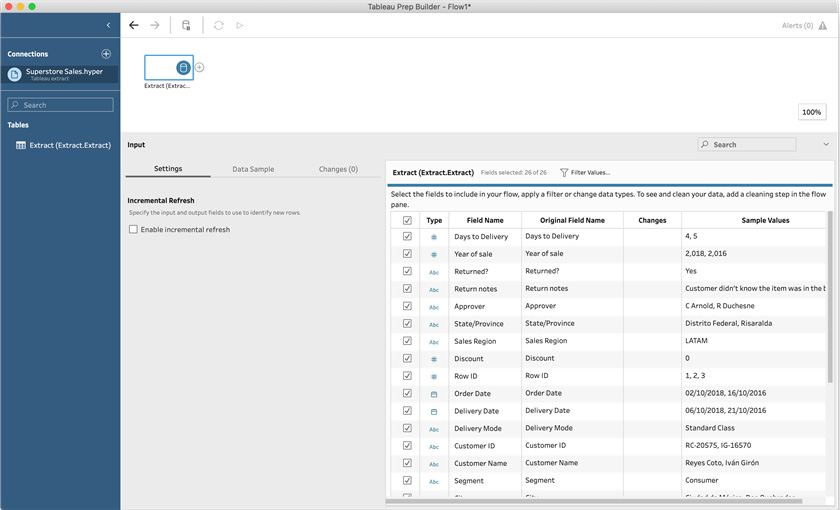 Tableau Prep Builder - Flow1*
Alerts (0)
Connections
Superstore Sales.hyper
Tableau extract
Search
Tables
Extract (Extract.Extract)
Extract (Extrac...
100%
Input
Search
Settings
Data Sample
Changes (0)
Incremental Refresh
Specify the input and output fields to use to identify new rows.
Enable incremental refresh
Extract (Extract.Extract) Fields selected: 26 of 26 Filter Values...
Select the fields to include in your flow, apply a filter or change data types. To see and clean your data, add a cleaning step in the flow
pane.
Type Field Name Original Field Name Changes Sample Values
# Days to Delivery Days to Delivery 4, 5
# Year of sale Year of sale 2,018, 2,016
Abc Returned? Returned? Yes
Abc Return notes Return notes Customer didn't know the item was in the b
Abc Approver Approver C Arnold, R Duchesne
Abc State/Province State/Province Distrito Federal, Risaralda
Abc Sales Region Sales Region LATAM
# Discount Discount 0
# Row ID Row ID 1, 2, 3
Order Date Order Date 02/10/2018, 16/10/2016
Delivery Date Delivery Date 06/10/2018, 21/10/2016
Abc Delivery Mode Delivery Mode Standard Class
Abc Customer ID Customer ID RC-20575, IG-16570
Abc Customer Name Customer Name Reyes Coto, Iván Girón
Abc Segment Segment Consumer